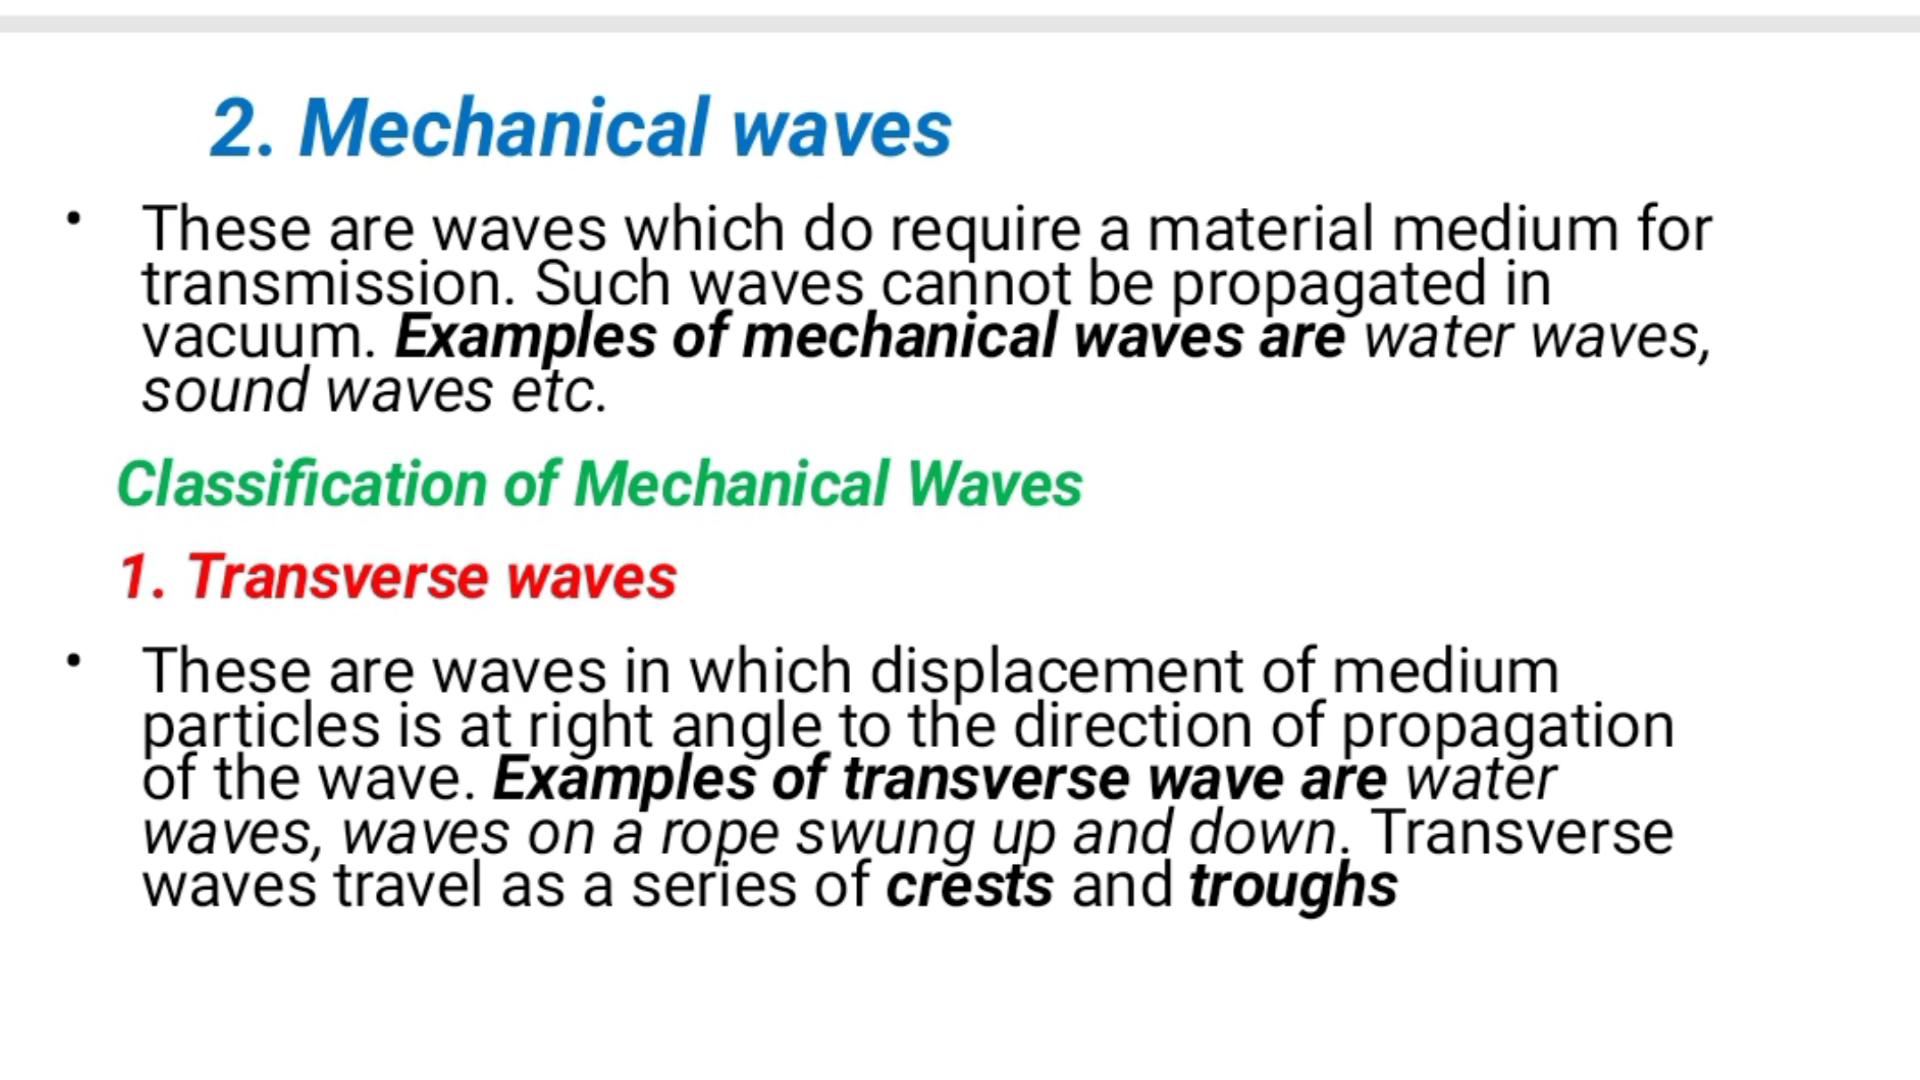 2. Mechanical waves
• These are waves which do require a material medium for
transmission. Such waves cannot be propagated in
vacuum. Examples of mechanical waves are water waves,
sound waves etc.
Classification of Mechanical Waves
1. Transverse waves
• These are waves in which displacement of medium
particles is at right angle to the direction of propagation
of the wave. Examples of transverse wave are water
waves, waves on a rope swung up and down. Transverse
waves travel as a series of crests and troughs